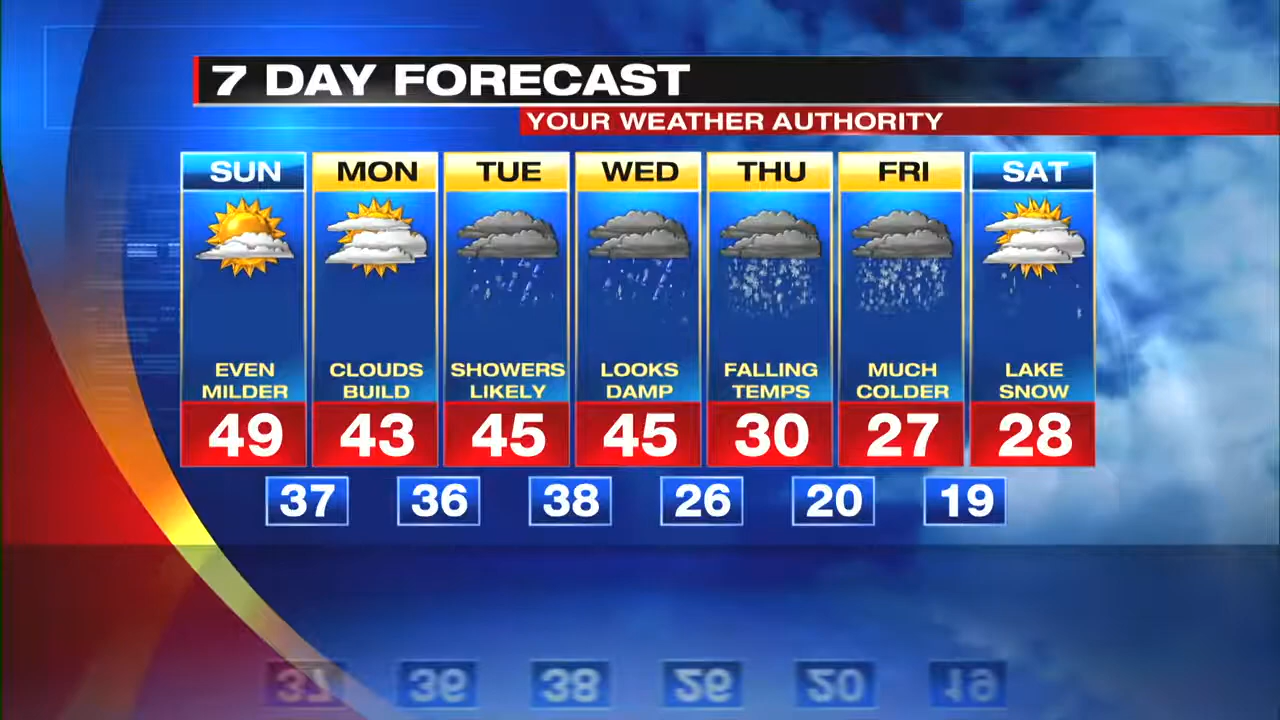 7 DAY FORECAST
YOUR WEATHER AUTHORITY
SUN MON TUE WED THU FRI SAT
EVEN MILDER
CLOUDS BUILD
SHOWERS LIKELY
LOOKS DAMP
FALLING TEMPS
MUCH COLDER
LAKE SNOW
49 43 45 45 30 27 28
37 36 38 26 20 19